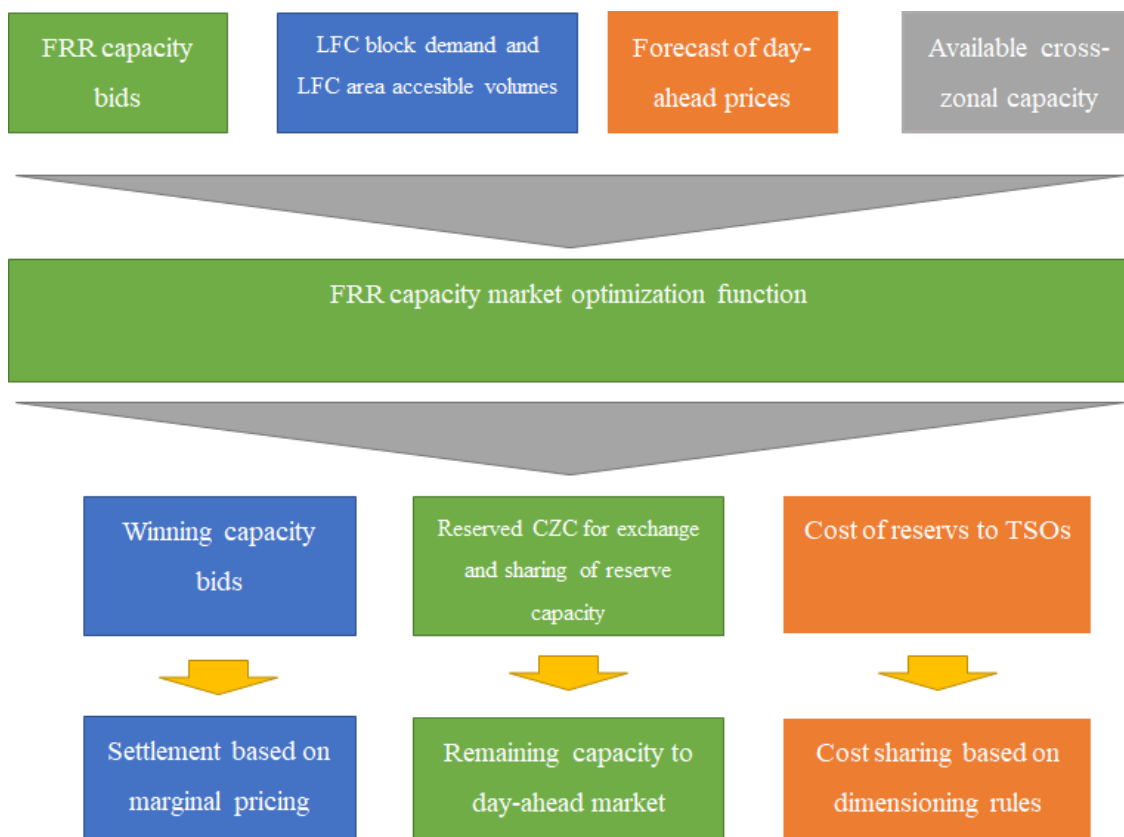 FRR capacity
bids
LFC block demand and
LFC area accesible volumes
Forecast of day-
ahead prices
Available cross-
zonal capacity
FRR capacity market optimization function
Winning capacity
bids
Reserved CZC for exchange
and sharing of reserve
capacity
Cost of reservs to TSOs
Settlement based on
marginal pricing
Remaining capacity to
day-ahead market
Cost sharing based on
dimensioning rules